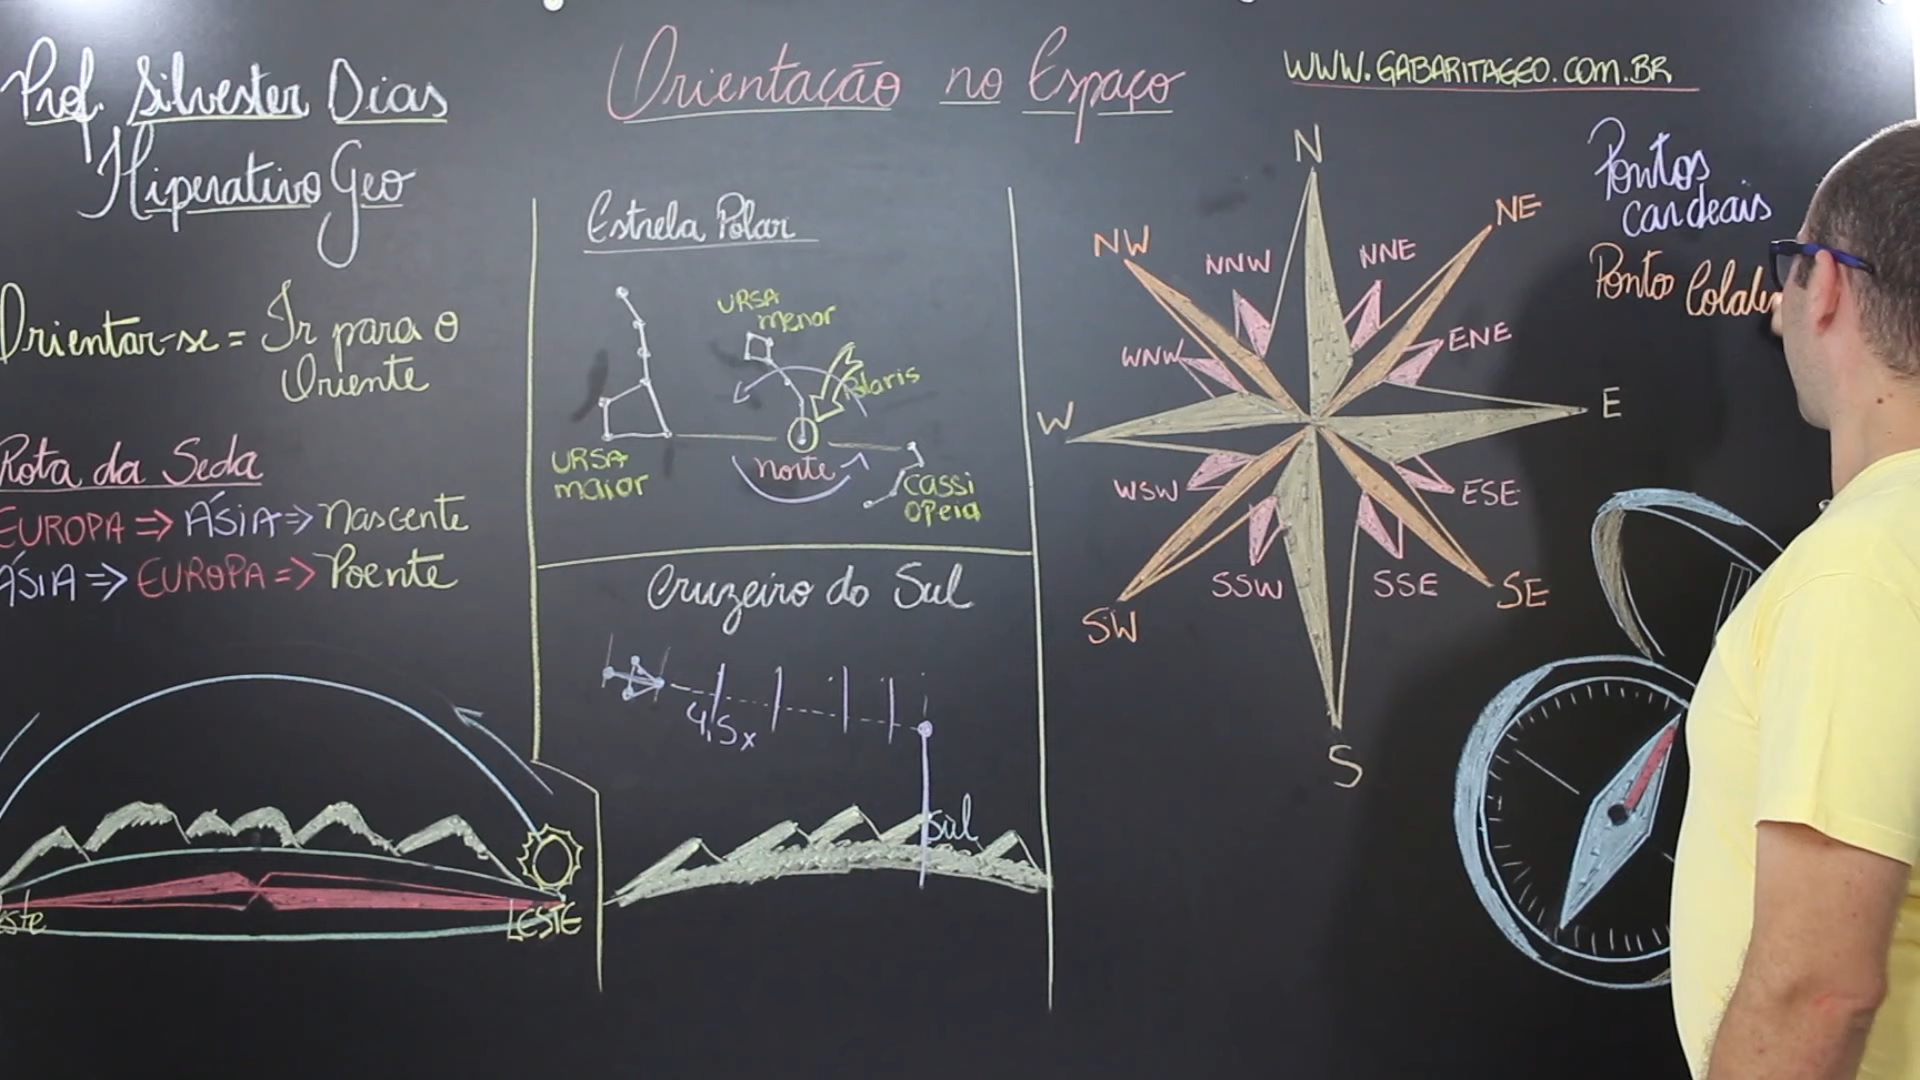 Prof. Silvester Dias
Hiperativo Geo
Orientar-se = Ir para o
Oriente
Rota da Seda
EUROPA => ÁSIA => Nascente
ÁSIA => EUROPA => Poente
LESTE
Orientação no Espaço
Estrela Polar
URSA
maior
URSA
menor
Polaris
norte
CASSI
OPEIA
Cruzeiro do Sul
4,5x
Sul
WWW.GABARITAGEO.COM.BR
N
NNE
NE
ENE
E
ESE
SE
SSE
S
SSW
SW
WSW
W
WNW
NW
NNW
Pontos
cardeais
Pontos